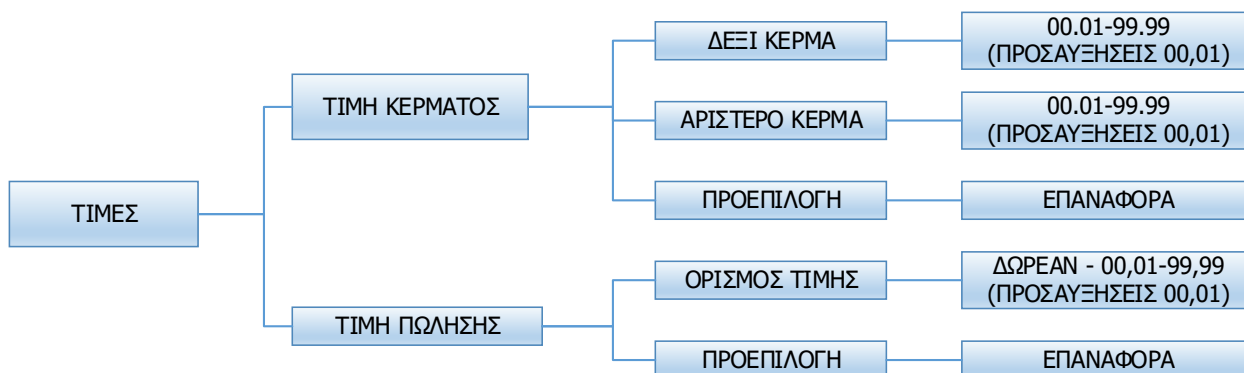 ΤΙΜΕΣ
ΤΙΜΗ ΚΕΡΜΑΤΟΣ
ΔΕΞΙ ΚΕΡΜΑ
00.01-99.99
(ΠΡΟΣΑΥΞΗΣΕΙΣ 00,01)
ΑΡΙΣΤΕΡΟ ΚΕΡΜΑ
00.01-99.99
(ΠΡΟΣΑΥΞΗΣΕΙΣ 00,01)
ΠΡΟΕΠΙΛΟΓΗ
ΕΠΑΝΑΦΟΡΑ
ΤΙΜΗ ΠΩΛΗΣΗΣ
ΟΡΙΣΜΟΣ ΤΙΜΗΣ
ΔΩΡΕΑΝ - 00,01-99,99
(ΠΡΟΣΑΥΞΗΣΕΙΣ 00,01)
ΠΡΟΕΠΙΛΟΓΗ
ΕΠΑΝΑΦΟΡΑ